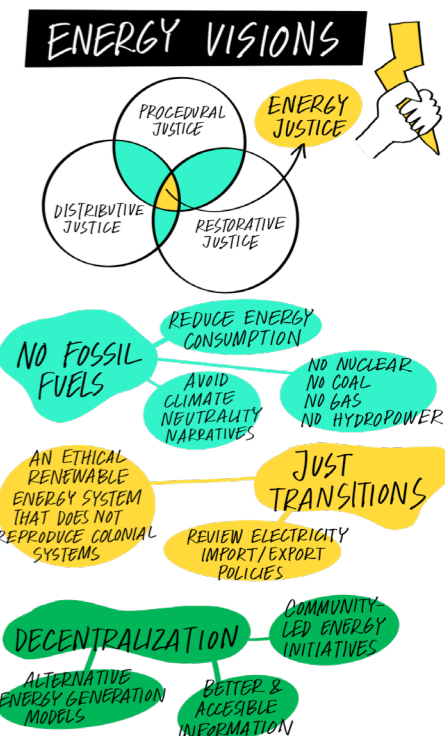 ENERGY VISIONS
PROCEDURAL
JUSTICE
ENERGY
JUSTICE
DISTRIBUTIVE
JUSTICE
RESTORATIVE
JUSTICE
NO FOSSIL
FUELS
REDUCE ENERGY
CONSUMPTION
AVOID
CLIMATE
NEUTRALITY
NARRATIVES
NO NUCLEAR
NO COAL
NO GAS
NO HYDROPOWER
AN ETHICAL
RENEWABLE
ENERGY SYSTEM
THAT DOES NOT
REPRODUCE COLONIAL
SYSTEMS
JUST
TRANSITIONS
REVIEW ELECTRICITY
IMPORT/EXPORT
POLICIES
DECENTRALIZATION
COMMUNITY-
LED ENERGY
INITIATIVES
ALTERNATIVE
ENERGY GENERATION
MODELS
BETTER &
ACCESIBLE
INFORMATION